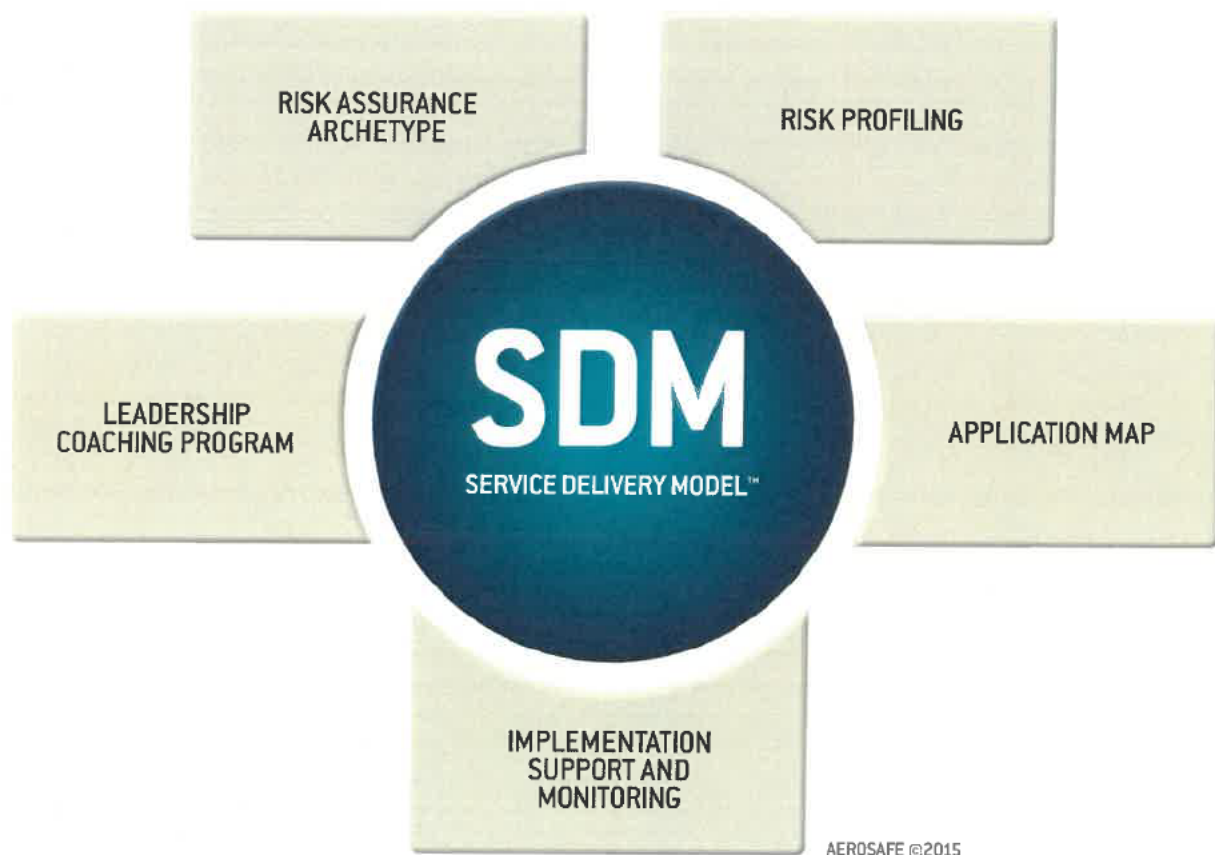 RISK ASSURANCE
ARCHETYPE
RISK PROFILING
LEADERSHIP
COACHING PROGRAM
SDM
SERVICE DELIVERY MODEL™
APPLICATION MAP
IMPLEMENTATION
SUPPORT AND
MONITORING
AEROSAFE ©2015